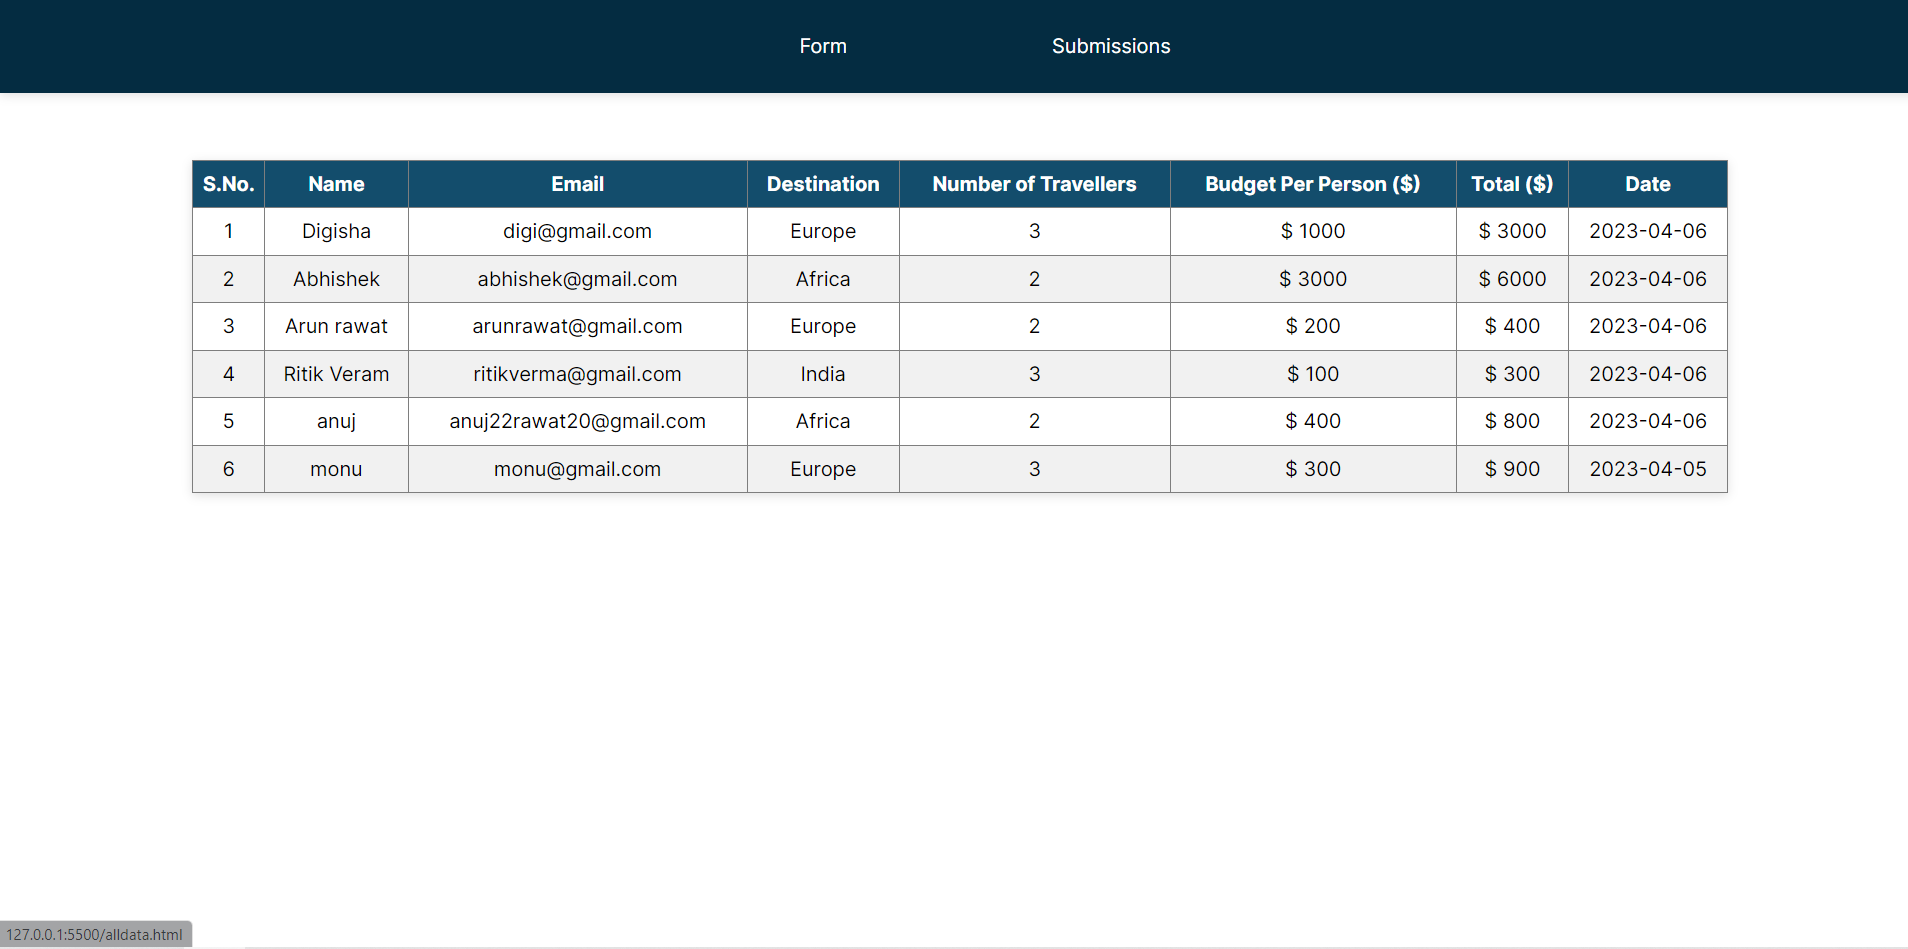 Form Submissions
S.No. Name Email Destination Number of Travellers Budget Per Person ($) Total ($) Date
1 Digisha digi@gmail.com Europe 3 $ 1000 $ 3000 2023-04-06
2 Abhishek abhishek@gmail.com Africa 2 $ 3000 $ 6000 2023-04-06
3 Arun rawat arunrawat@gmail.com Europe 2 $ 200 $ 400 2023-04-06
4 Ritik Veram ritikverma@gmail.com India 3 $ 100 $ 300 2023-04-06
5 anuj anuj22rawat20@gmail.com Africa 2 $ 400 $ 800 2023-04-06
6 monu monu@gmail.com Europe 3 $ 300 $ 900 2023-04-05
127.0.0.1:5500/alldata.html